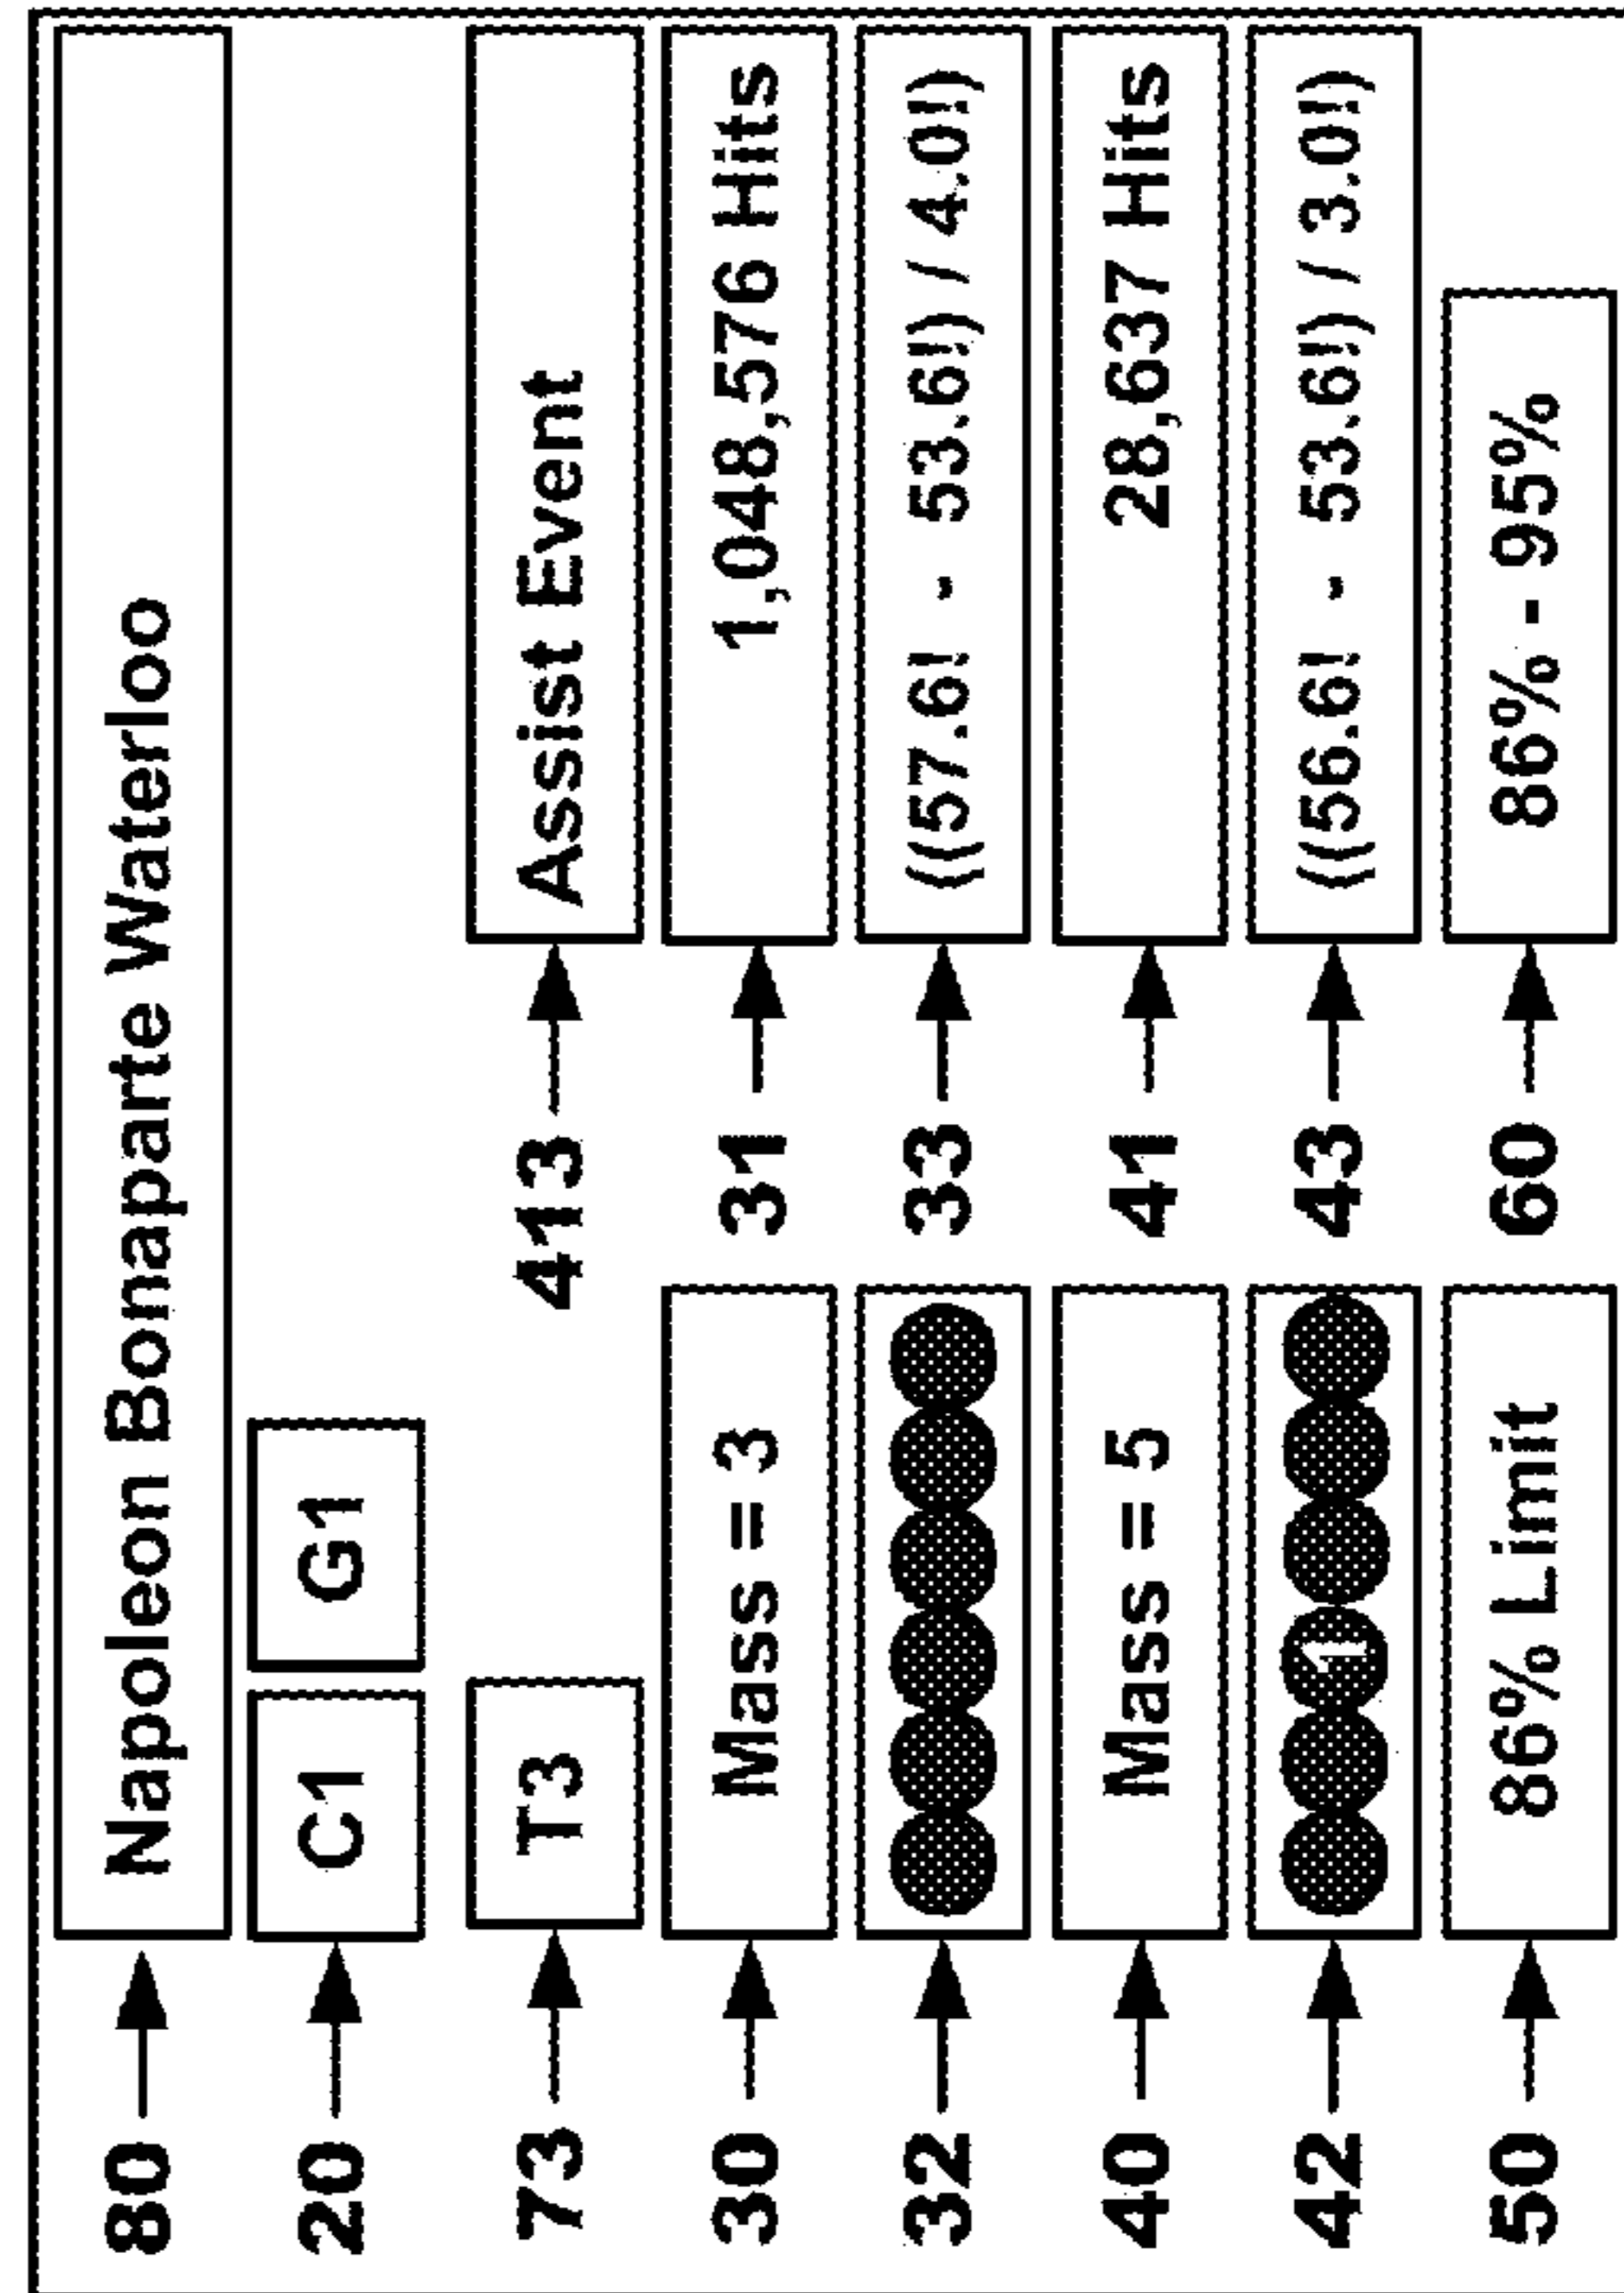 80 Napoleon Bonaparte Waterloo
20 C1 G1
73 T3 413 Assist Event
30 Mass = 3 31 1,048,576 Hits
32 33 ((57.6! - 53.6!) / 4.0!)
40 Mass = 5 41 28,637 Hits
42 1 43 ((56.6! - 53.6!) / 3.0!)
50 86% Limit 60 86% - 95%